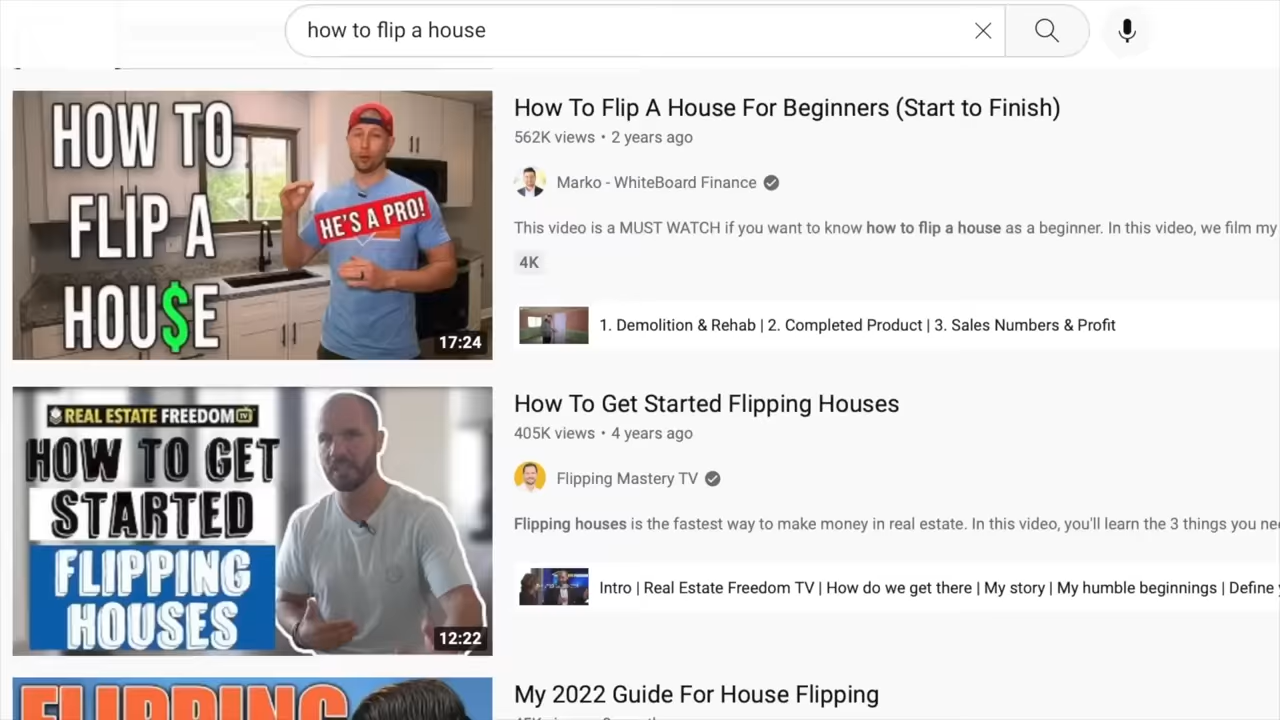 how to flip a house
HOW TO
FLIP A
HOU$E
HE'S A PRO!
17:24
How To Flip A House For Beginners (Start to Finish)
562K views • 2 years ago
Marko - WhiteBoard Finance
This video is a MUST WATCH if you want to know how to flip a house as a beginner. In this video, we film my
4K
1. Demolition & Rehab | 2. Completed Product | 3. Sales Numbers & Profit
REAL ESTATE FREEDOM TV
HOW TO GET
STARTED
FLIPPING
HOUSES
12:22
How To Get Started Flipping Houses
405K views • 4 years ago
Flipping Mastery TV
Flipping houses is the fastest way to make money in real estate. In this video, you'll learn the 3 things you
Intro | Real Estate Freedom TV | How do we get there | My story | My humble beginnings | Define
FLIPPING
My 2022 Guide For House Flipping